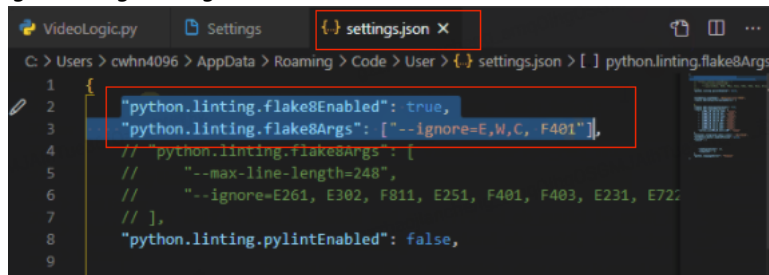 VideoLogic.py Settings {..} settings.json ×
C: > Users > cwhn4096 > AppData > Roaming > Code > User > {..} settings.json > [ ] python.linting.flake8Args
1 {
2 "python.linting.flake8Enabled": true,
3 "python.linting.flake8Args": ["--ignore=E,W,C, F401"],
4 // "python.linting.flake8Args": [
5 // "--max-line-length=248",
6 // "--ignore=E261, E302, F811, E251, F401, F403, E231, E722
7 // ],
8 "python.linting.pylintEnabled": false,
9